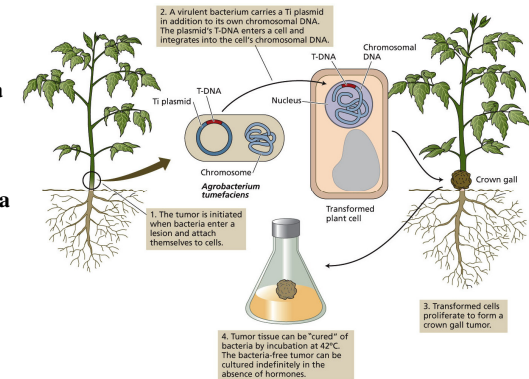 2. A virulent bacterium carries a Ti plasmid
in addition to its own chromosomal DNA.
The plasmid's T-DNA enters a cell and
integrates into the cell's chromosomal DNA.
Chromosomal
DNA
T-DNA
a
T-DNA
Ti plasmid
Nucleus
Chromosome
Agrobacterium
tumefaciens
Crown gall
a
Transformed
plant cell
1. The tumor is initiated
when bacteria enter a
lesion and attach
themselves to cells.
3. Transformed cells
proliferate to form a
crown gall tumor.
4. Tumor tissue can be "cured" of
bacteria by incubation at 42ºC.
The bacteria-free tumor can be
cultured indefinitely in the
absence of hormones.